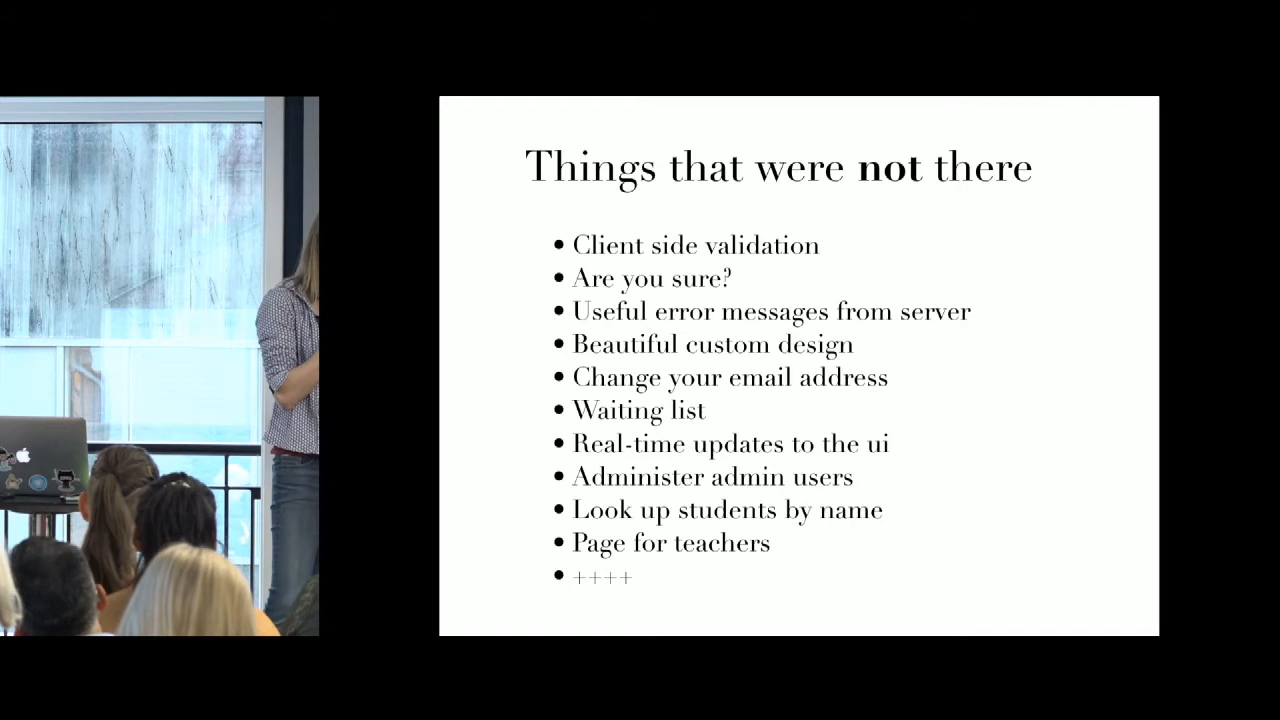 Things that were not there
• Client side validation
• Are you sure?
• Useful error messages from server
• Beautiful custom design
• Change your email address
• Waiting list
• Real-time updates to the ui
• Administer admin users
• Look up students by name
• Page for teachers
• ++++